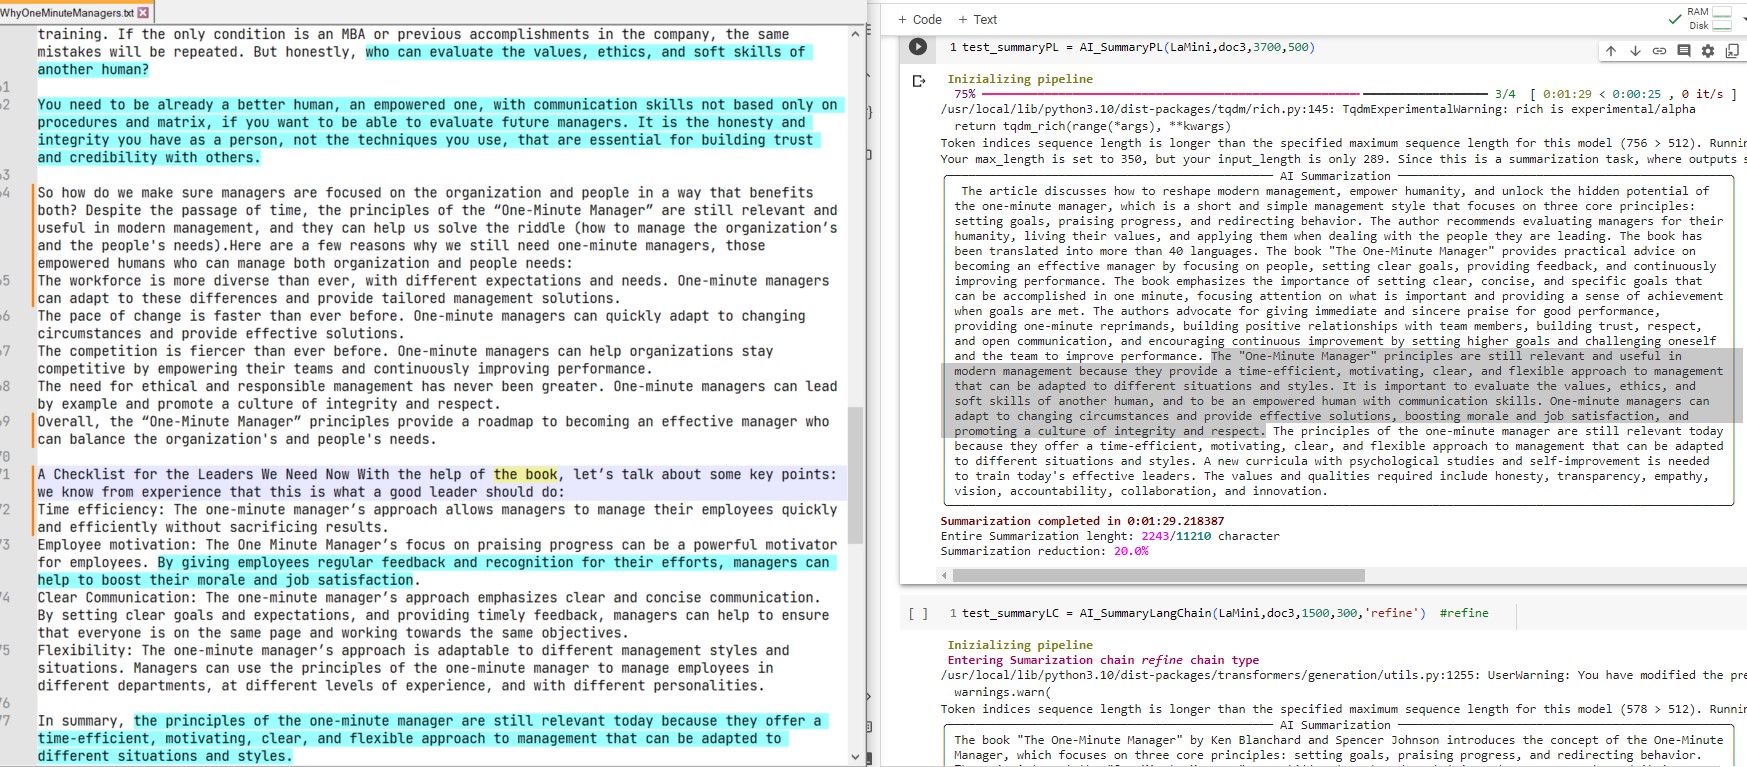 WhyOneMinuteManagers.txt
training. If the only condition is an MBA or previous accomplishments in the company, the same
mistakes will be repeated. But honestly, who can evaluate the values, ethics, and soft skills of
another human?
61
62 You need to be already a better human, an empowered one, with communication skills not based only on
procedures and matrix, if you want to be able to evaluate future managers. It is the honesty and
integrity you have as a person, not the techniques you use, that are essential for building trust
and credibility with others.
63
64 So how do we make sure managers are focused on the organization and people in a way that benefits
both? Despite the passage of time, the principles of the “One-Minute Manager” are still relevant and
useful in modern management, and they can help us solve the riddle (how to manage the organization’s
and the people's needs).Here are a few reasons why we still need one-minute managers, those
empowered humans who can manage both organization and people needs:
65 The workforce is more diverse than ever, with different expectations and needs. One-minute managers
can adapt to these differences and provide tailored management solutions.
66 The pace of change is faster than ever before. One-minute managers can quickly adapt to changing
circumstances and provide effective solutions.
67 The competition is fiercer than ever before. One-minute managers can help organizations stay
competitive by empowering their teams and continuously improving performance.
68 The need for ethical and responsible management has never been greater. One-minute managers can lead
by example and promote a culture of integrity and respect.
69 Overall, the “One-Minute Manager” principles provide a roadmap to becoming an effective manager who
can balance the organization's and people's needs.
70
71 A Checklist for the Leaders We Need Now With the help of the book, let’s talk about some key points:
we know from experience that this is what a good leader should do:
72 Time efficiency: The one-minute manager’s approach allows managers to manage their employees quickly
and efficiently without sacrificing results.
73 Employee motivation: The One Minute Manager’s focus on praising progress can be a powerful motivator
for employees. By giving employees regular feedback and recognition for their efforts, managers can
help to boost their morale and job satisfaction.
74 Clear Communication: The one-minute manager’s approach emphasizes clear and concise communication.
By setting clear goals and expectations, and providing timely feedback, managers can help to ensure
that everyone is on the same page and working towards the same objectives.
75 Flexibility: The one-minute manager’s approach is adaptable to different management styles and
situations. Managers can use the principles of the one-minute manager to manage employees in
different departments, at different levels of experience, and with different personalities.
76
77 In summary, the principles of the one-minute manager are still relevant today because they offer a
time-efficient, motivating, clear, and flexible approach to management that can be adapted to
different situations and styles.
+ Code + Text
RAM
Disk
1 test_summaryPL = AI_SummaryPL(LaMini,doc3,3700,500)
Inizializing pipeline
75% 3/4 [ 0:01:29 < 0:00:25 , 0 it/s ]
/usr/local/lib/python3.10/dist-packages/tqdm/rich.py:145: TqdmExperimentalWarning: rich is experimental/alpha
return tqdm_rich(range(*args), **kwargs)
Token indices sequence length is longer than the specified maximum sequence length for this model (756 > 512). Runnin
Your max_length is set to 350, but your input_length is only 289. Since this is a summarization task, where outputs s
AI Summarization
The article discusses how to reshape modern management, empower humanity, and unlock the hidden potential of
the one-minute manager, which is a short and simple management style that focuses on three core principles:
setting goals, praising progress, and redirecting behavior. The author recommends evaluating managers for their
humanity, living their values, and applying them when dealing with the people they are leading. The book has
been translated into more than 40 languages. The book "The One-Minute Manager" provides practical advice on
becoming an effective manager by focusing on people, setting clear goals, providing feedback, and continuously
improving performance. The book emphasizes the importance of setting clear, concise, and specific goals that
can be accomplished in one minute, focusing attention on what is important and providing a sense of achievement
when goals are met. The authors advocate for giving immediate and sincere praise for good performance,
providing one-minute reprimands, building positive relationships with team members, building trust, respect,
and open communication, and encouraging continuous improvement by setting higher goals and challenging oneself
and the team to improve performance. The "One-Minute Manager" principles are still relevant and useful in
modern management because they provide a time-efficient, motivating, clear, and flexible approach to management
that can be adapted to different situations and styles. It is important to evaluate the values, ethics, and
soft skills of another human, and to be an empowered human with communication skills. One-minute managers can
adapt to changing circumstances and provide effective solutions, boosting morale and job satisfaction, and
promoting a culture of integrity and respect. The principles of the one-minute manager are still relevant today
because they offer a time-efficient, motivating, clear, and flexible approach to management that can be adapted
to different situations and styles. A new curricula with psychological studies and self-improvement is needed
to train today's effective leaders. The values and qualities required include honesty, transparency, empathy,
vision, accountability, collaboration, and innovation.
Summarization completed in 0:01:29.218387
Entire Summarization lenght: 2243/11210 character
Summarization reduction: 20.0%
[ ] 1 test_summaryLC = AI_SummaryLangChain(LaMini,doc3,1500,300,'refine') #refine
Inizializing pipeline
Entering Sumarization chain refine chain type
/usr/local/lib/python3.10/dist-packages/transformers/generation/utils.py:1255: UserWarning: You have modified the pre
warnings.warn(
Token indices sequence length is longer than the specified maximum sequence length for this model (578 > 512). Runnin
AI Summarization
The book "The One-Minute Manager" by Ken Blanchard and Spencer Johnson introduces the concept of the One-Minute
Manager, which focuses on three core principles: setting goals, praising progress, and redirecting behavior.